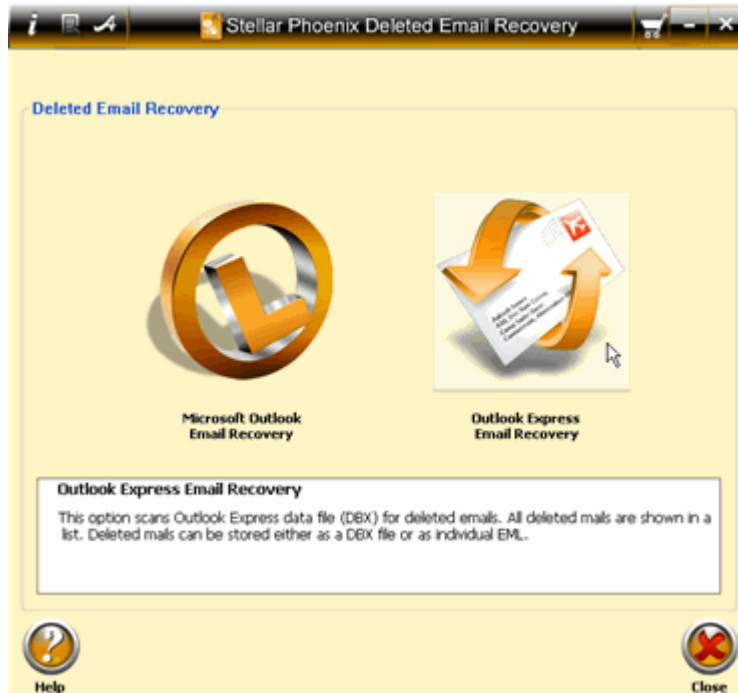 Stellar Phoenix Deleted Email Recovery
Deleted Email Recovery
Microsoft Outlook
Email Recovery
Outlook Express
Email Recovery
Outlook Express Email Recovery
This option scans Outlook Express data file (DBX) for deleted emails. All deleted mails are shown in a
list. Deleted mails can be stored either as a DBX file or as individual EML.
Help
Close